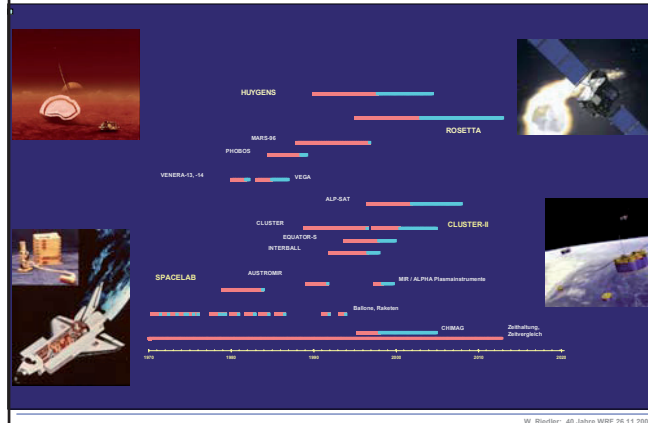 HUYGENS
ROSETTA
MARS-96
PHOBOS
VENERA-13, -14
VEGA
ALP-SAT
CLUSTER
CLUSTER-II
EQUATOR-S
INTERBALL
SPACELAB
AUSTROMIR
MIR / ALPHA Plasmainstrumente
Ballone, Raketen
CHIMAG
Zeithaltung,
Zeitvergleich
1970 1980 1990 2000 2010 2020
W. Riedler: 40 Jahre WRF 26.11.200